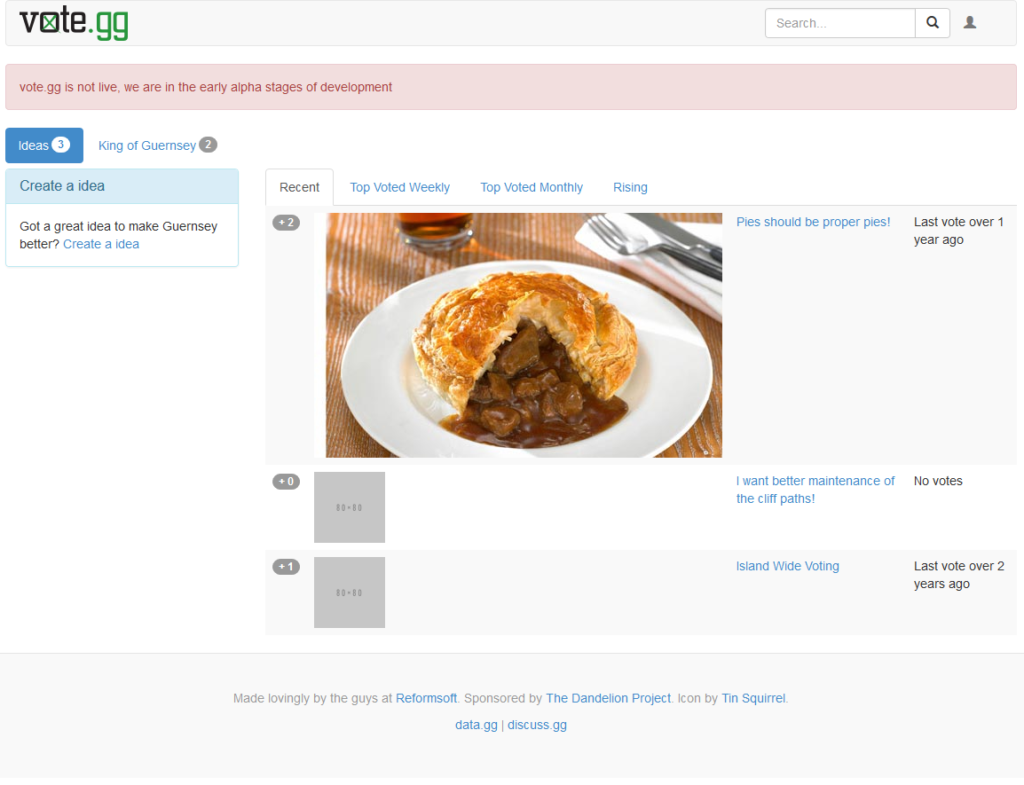 vote.gg
Search...
vote.gg is not live, we are in the early alpha stages of development
Ideas 3
King of Guernsey 2
Create a idea
Got a great idea to make Guernsey
better? Create a idea
Recent
Top Voted Weekly
Top Voted Monthly
Rising
+ 2
Pies should be proper pies!
Last vote over 1
year ago
+ 0
80×80
I want better maintenance of
the cliff paths!
No votes
+ 1
80×80
Island Wide Voting
Last vote over 2
years ago
Made lovingly by the guys at Reformsoft. Sponsored by The Dandelion Project. Icon by Tin Squirrel.
data.gg | discuss.gg